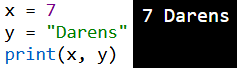 x = 7
y = "Darens"
print(x, y)
7 Darens